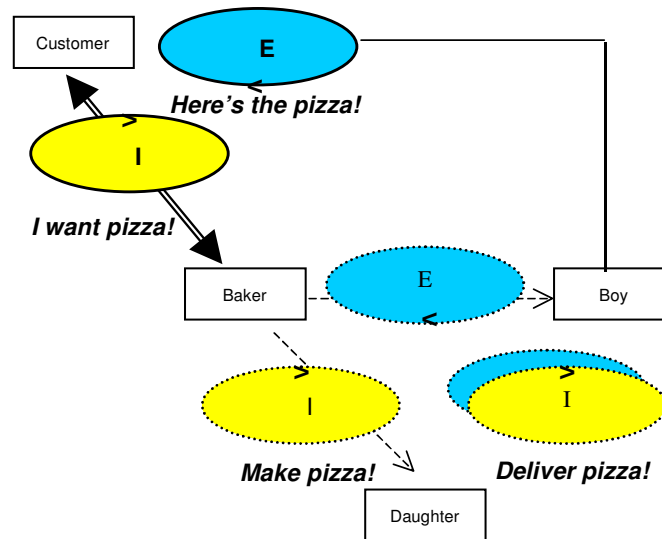 Customer
E
<
Here's the pizza!
>
I
I want pizza!
Baker
E
<
Boy
>
I
Make pizza!
>
I
Deliver pizza!
Daughter